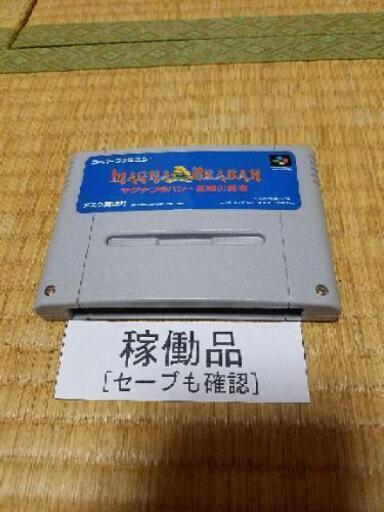 スーパーファミコン
MAGNA BRABAN
マグナブラバン 遍歴の勇者
アスク講談社
稼働品
[セーブも確認]